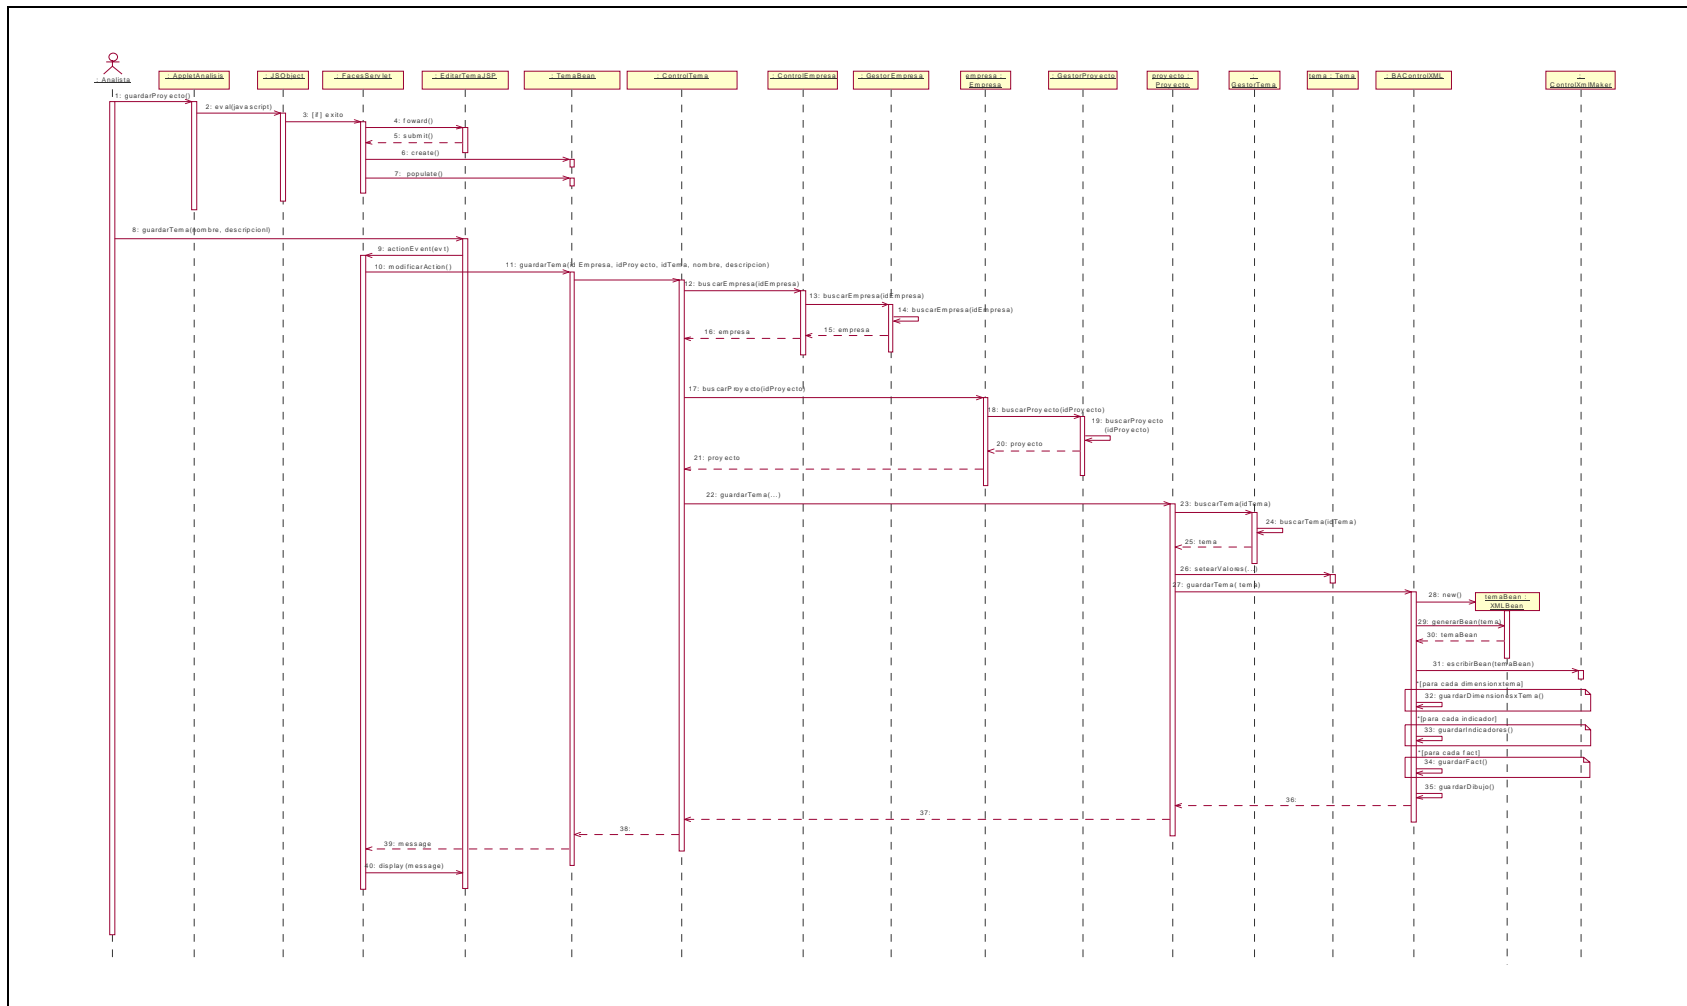 : Analista
: AppletAnalisis
: JSObject
: FacesServlet
: EditarTemaJSP
: TemaBean
: ControlTema
: ControlEmpresa
: GestorEmpresa
empresa :
Empresa
: GestorProyecto
proyecto :
Proyecto
:
GestorTema
tema : Tema
: BAControlXML
:
ControlXmlMaker
1: guardarProyecto()
2: eval(javascript)
3: [if] exito
4: foward()
5: submit()
6: create()
7: populate()
8: guardarTema(nombre, descripcionl)
9: actionEvent(evt)
10: modificarAction()
11: guardarTema(id Empresa, idProyecto, idTema, nombre, descripcion)
12: buscarEmpresa(idEmpresa)
13: buscarEmpresa(idEmpresa)
14: buscarEmpresa(idEmpresa)
15: empresa
16: empresa
17: buscarProyecto(idProyecto)
18: buscarProyecto(idProyecto)
19: buscarProyecto
(idProyecto)
20: proyecto
21: proyecto
22: guardarTema(...)
23: buscarTema(idTema)
24: buscarTema(idTema)
25: tema
26: setearValores(...)
27: guardarTema( tema)
28: new()
temaBean :
XMLBean
29: generarBean(tema)
30: temaBean
31: escribirBean(temaBean)
*[para cada dimensionxtema]
32: guardarDimensionesxTema()
*[para cada indicador]
33: guardarIndicadores()
*[para cada fact]
34: guardarFact()
35: guardarDibujo()
36:
37:
38:
39: message
40: display(message)